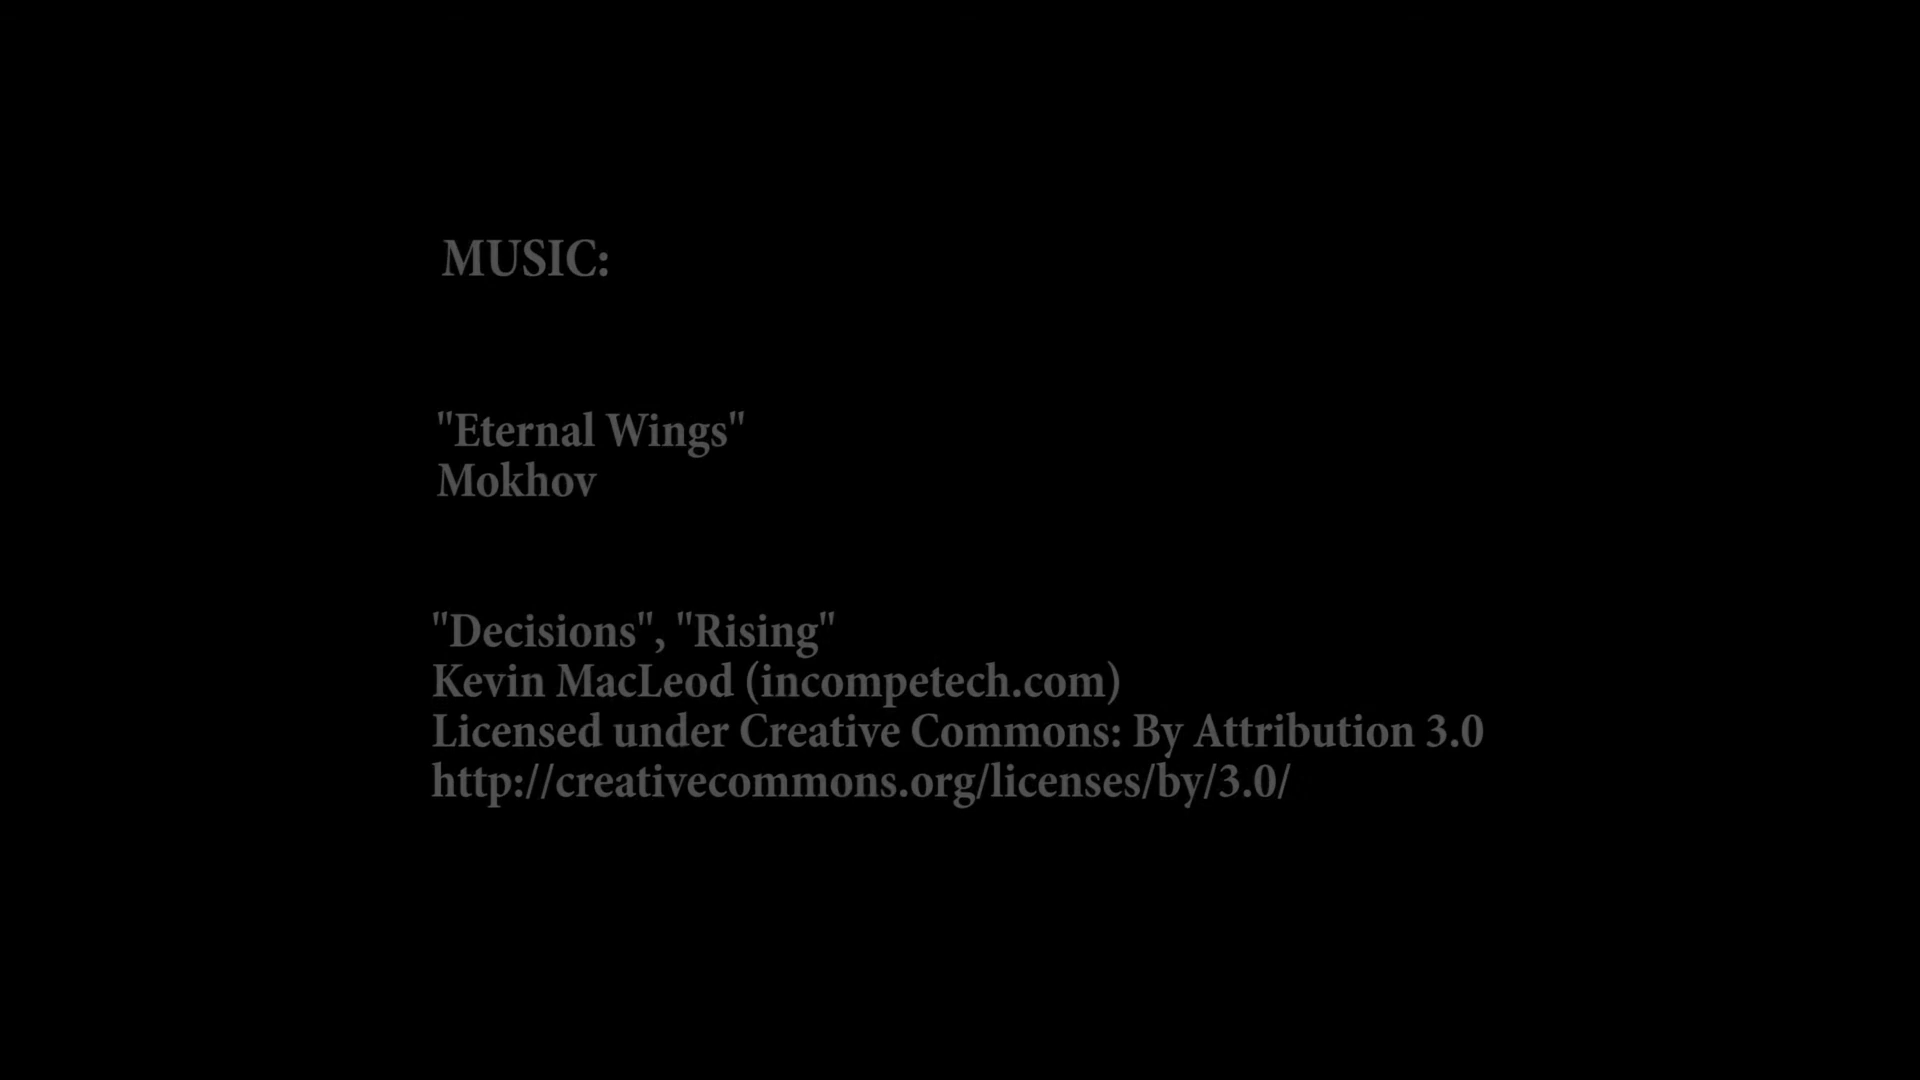 MUSIC:
"Eternal Wings"
Mokhov
"Decisions", "Rising"
Kevin MacLeod (incompetech.com)
Licensed under Creative Commons: By Attribution 3.0
http://creativecommons.org/licenses/by/3.0/